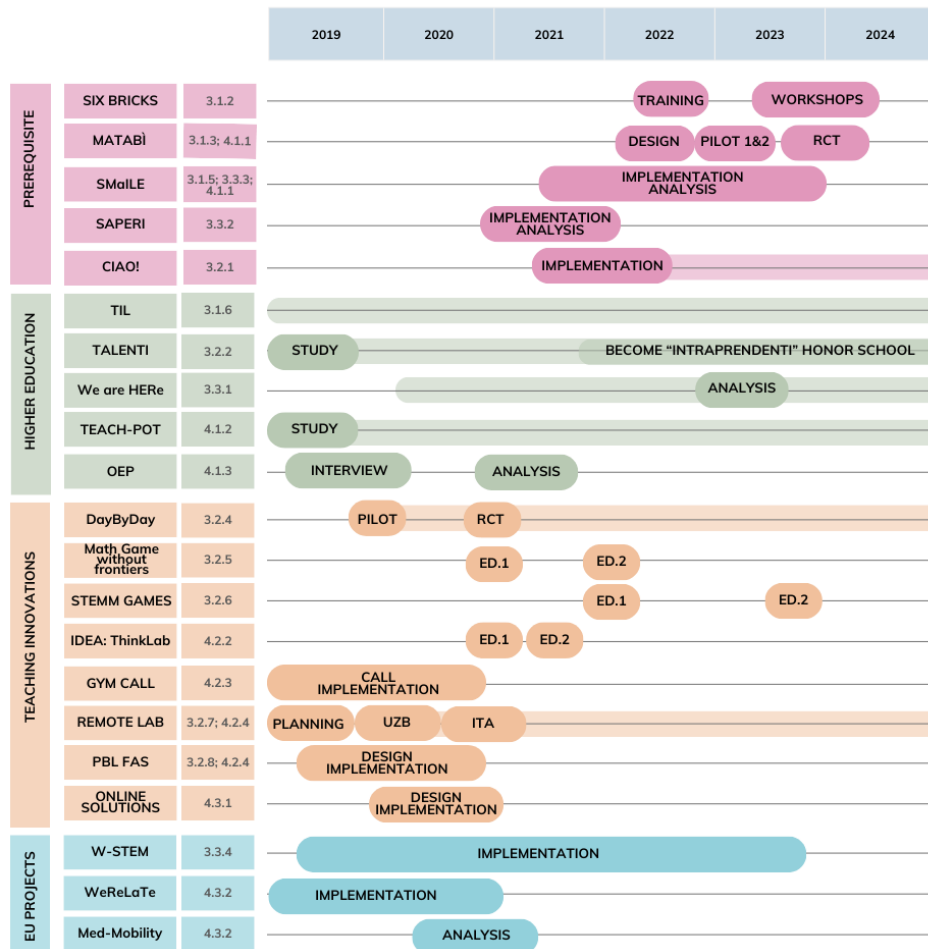 2019 2020 2021 2022 2023 2024
PREREQUISITE
SIX BRICKS 3.1.2 TRAINING WORKSHOPS
MATABÌ 3.1.3; 4.1.1 DESIGN PILOT 1&2 RCT
SMaILE 3.1.5; 3.3.3; 4.1.1 IMPLEMENTATION ANALYSIS
SAPERI 3.3.2 IMPLEMENTATION ANALYSIS
CIAO! 3.2.1 IMPLEMENTATION
HIGHER EDUCATION
TIL 3.1.6
TALENTI 3.2.2 STUDY BECOME “INTRAPRENDENTI” HONOR SCHOOL
We are HERe 3.3.1 ANALYSIS
TEACH-POT 4.1.2 STUDY
OEP 4.1.3 INTERVIEW ANALYSIS
TEACHING INNOVATIONS
DayByDay 3.2.4 PILOT RCT
Math Game without frontiers 3.2.5 ED.1 ED.2
STEMM GAMES 3.2.6 ED.1 ED.2
IDEA: ThinkLab 4.2.2 ED.1 ED.2
GYM CALL 4.2.3 CALL IMPLEMENTATION
REMOTE LAB 3.2.7; 4.2.4 PLANNING UZB ITA
PBL FAS 3.2.8; 4.2.4 DESIGN IMPLEMENTATION
ONLINE SOLUTIONS 4.3.1 DESIGN IMPLEMENTATION
EU PROJECTS
W-STEM 3.3.4 IMPLEMENTATION
WeReLaTe 4.3.2 IMPLEMENTATION
Med-Mobility 4.3.2 ANALYSIS